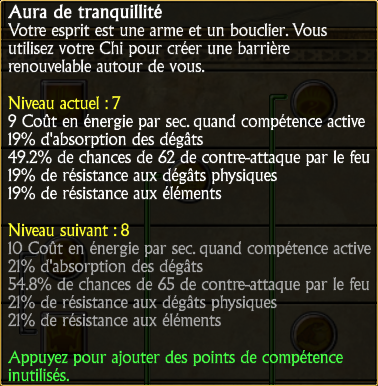 Aura de tranquillité
Votre esprit est une arme et un bouclier. Vous
utilisez votre Chi pour créer une barrière
renouvelable autour de vous.
Niveau actuel : 7
9 Coût en énergie par sec. quand compétence active
19% d'absorption des dégâts
49.2% de chances de 62 de contre-attaque par le feu
19% de résistance aux dégâts physiques
19% de résistance aux éléments
Niveau suivant : 8
10 Coût en énergie par sec. quand compétence active
21% d'absorption des dégâts
54.8% de chances de 65 de contre-attaque par le feu
21% de résistance aux dégâts physiques
21% de résistance aux éléments
Appuyez pour ajouter des points de compétence
inutilisés.